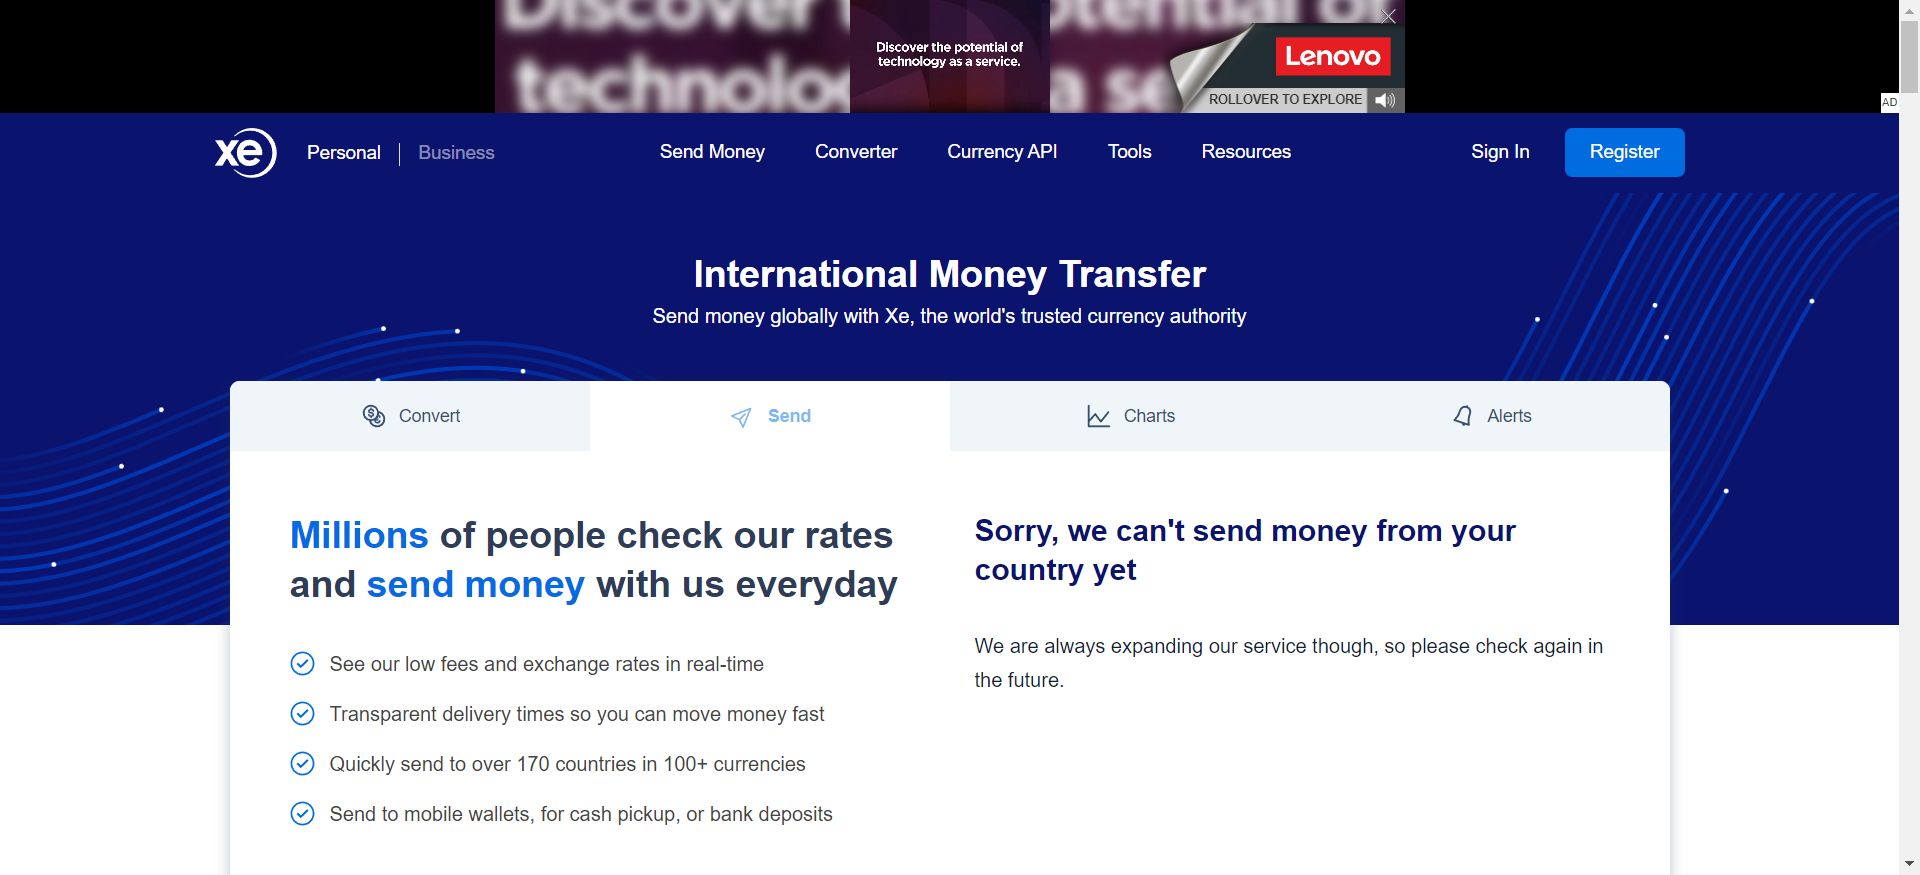 Discover the potential of
technology as a service.
Lenovo
ROLLOVER TO EXPLORE
AD
xe
Personal
Business
Send Money
Converter
Currency API
Tools
Resources
Sign In
Register
International Money Transfer
Send money globally with Xe, the world's trusted currency authority
Convert
Send
Charts
Alerts
Millions of people check our rates
and send money with us everyday
See our low fees and exchange rates in real-time
Transparent delivery times so you can move money fast
Quickly send to over 170 countries in 100+ currencies
Send to mobile wallets, for cash pickup, or bank deposits
Sorry, we can't send money from your
country yet
We are always expanding our service though, so please check again in
the future.